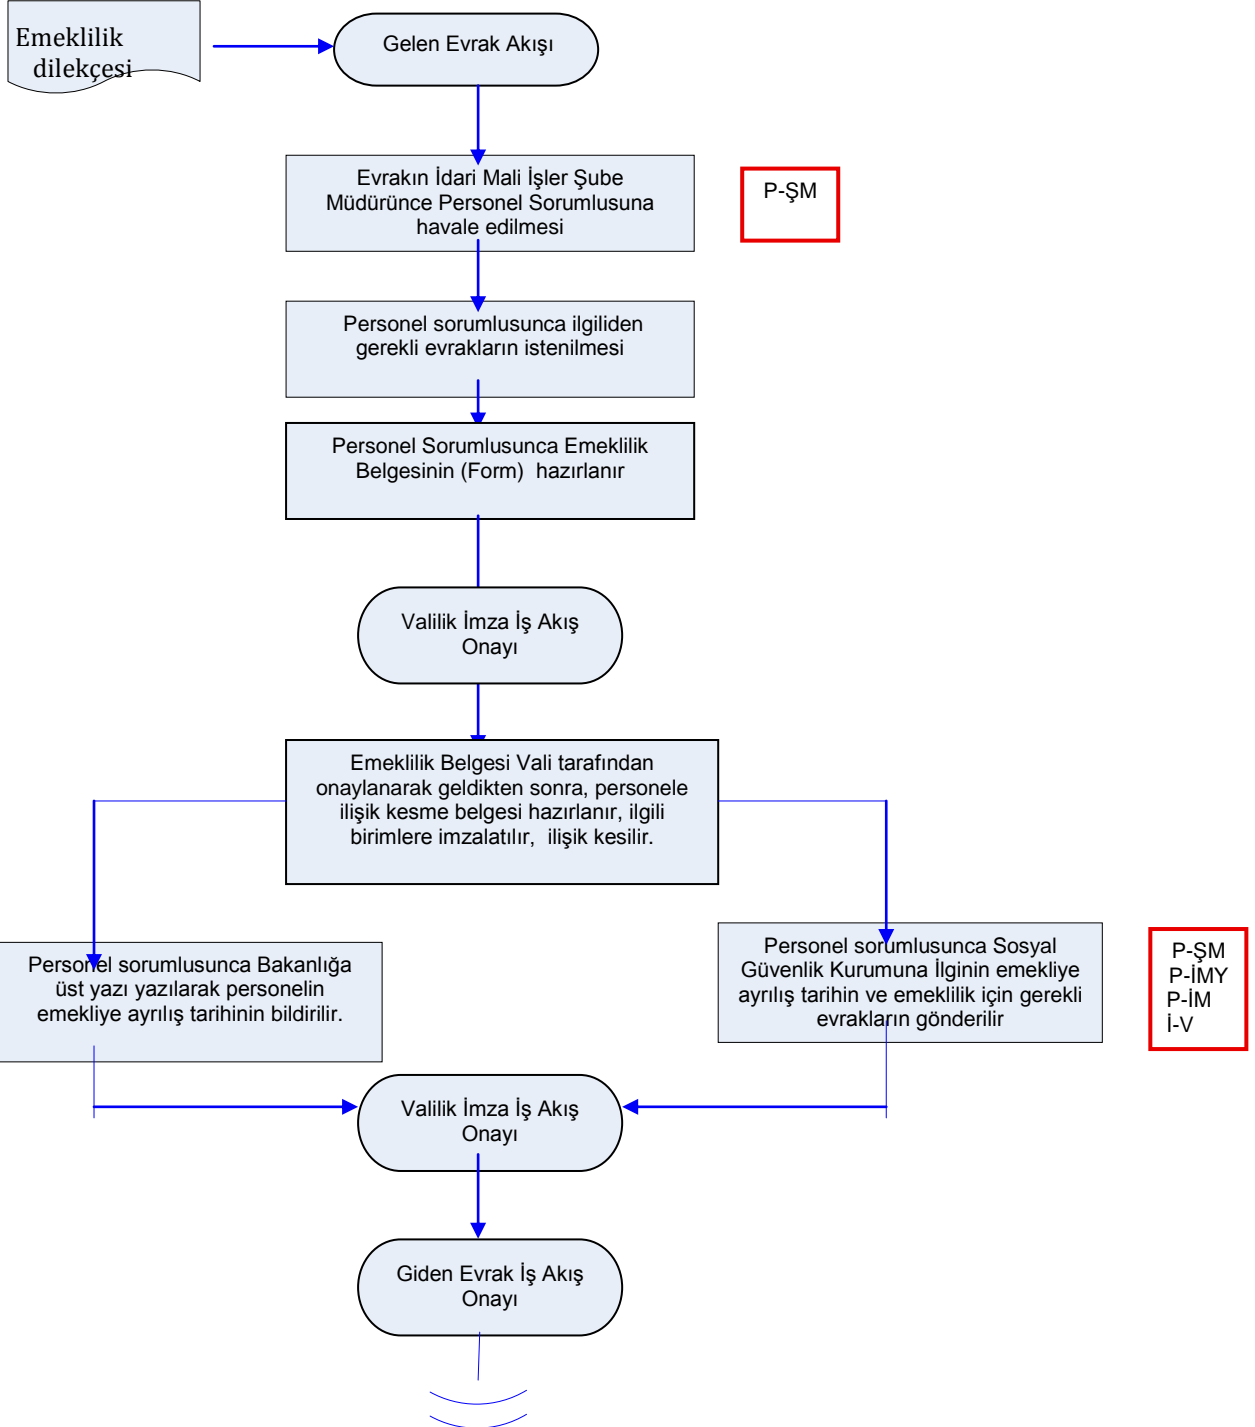 Emeklilik
dilekçesi
Gelen Evrak Akışı
Evrakın İdari Mali İşler Şube
Müdürünce Personel Sorumlusuna
havale edilmesi
P-ŞM
Personel sorumlusunca ilgiliden
gerekli evrakların istenilmesi
Personel Sorumlusunca Emeklilik
Belgesinin (Form)  hazırlanır
Valilik İmza İş Akış
Onayı
Emeklilik Belgesi Vali tarafından
onaylanarak geldikten sonra, personele
ilişik kesme belgesi hazırlanır, ilgili
birimlere imzalatılır,  ilişik kesilir.
Personel sorumlusunca Bakanlığa
üst yazı yazılarak personelin
emekliye ayrılış tarihinin bildirilir.
Personel sorumlusunca Sosyal
Güvenlik Kurumuna İlginin emekliye
ayrılış tarihin ve emeklilik için gerekli
evrakların gönderilir
P-ŞM
P-İMY
P-İM
İ-V
Valilik İmza İş Akış
Onayı
Giden Evrak İş Akış
Onayı